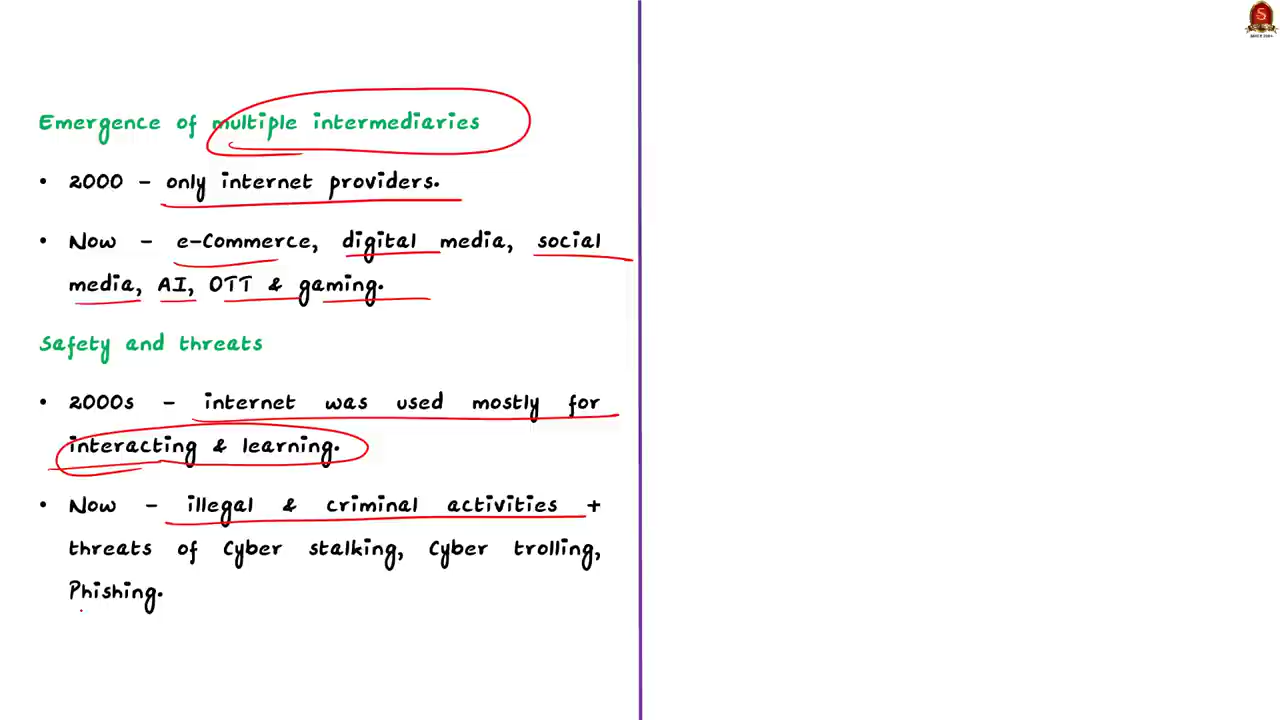 Emergence of multiple intermediaries
• 2000 - only internet providers.
• Now - e-Commerce, digital media, social
media, AI, OTT & gaming.
Safety and threats
• 2000s - internet was used mostly for
interacting & learning.
• Now - illegal & criminal activities +
threats of Cyber stalking, Cyber trolling,
Phishing.